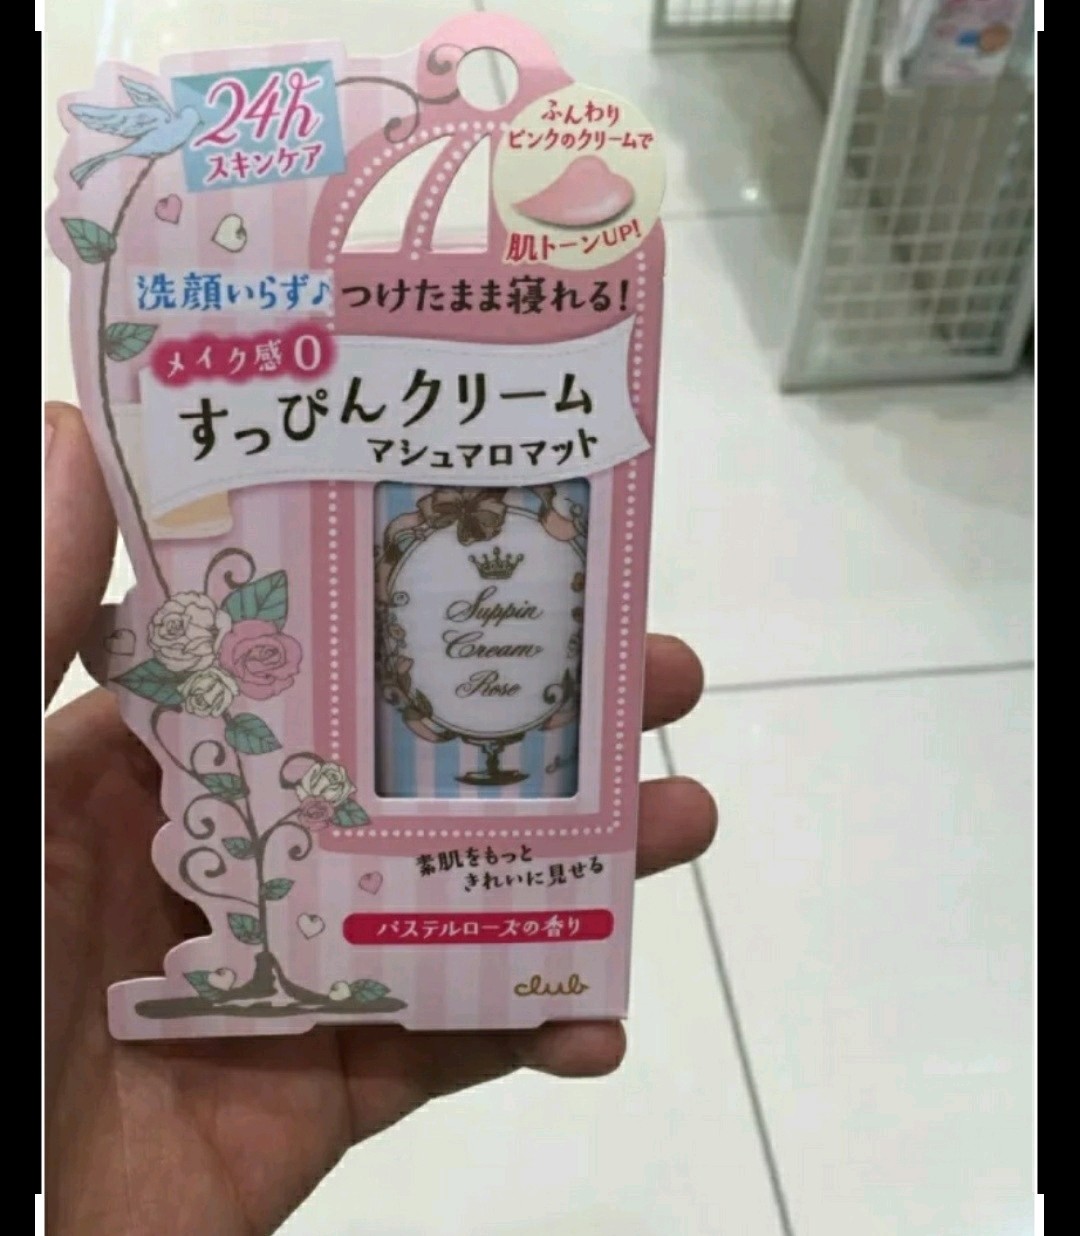 24h
スキンケア
ふんわり
ピンクのクリームで
肌トーンUP!
洗顔いらず♪つけたまま寝れる!
メイク感0
すっぴんクリーム
マシュマロマット
Suppin
Cream
Rose
素肌をもっと
きれいに見せる
パステルローズの香り
club